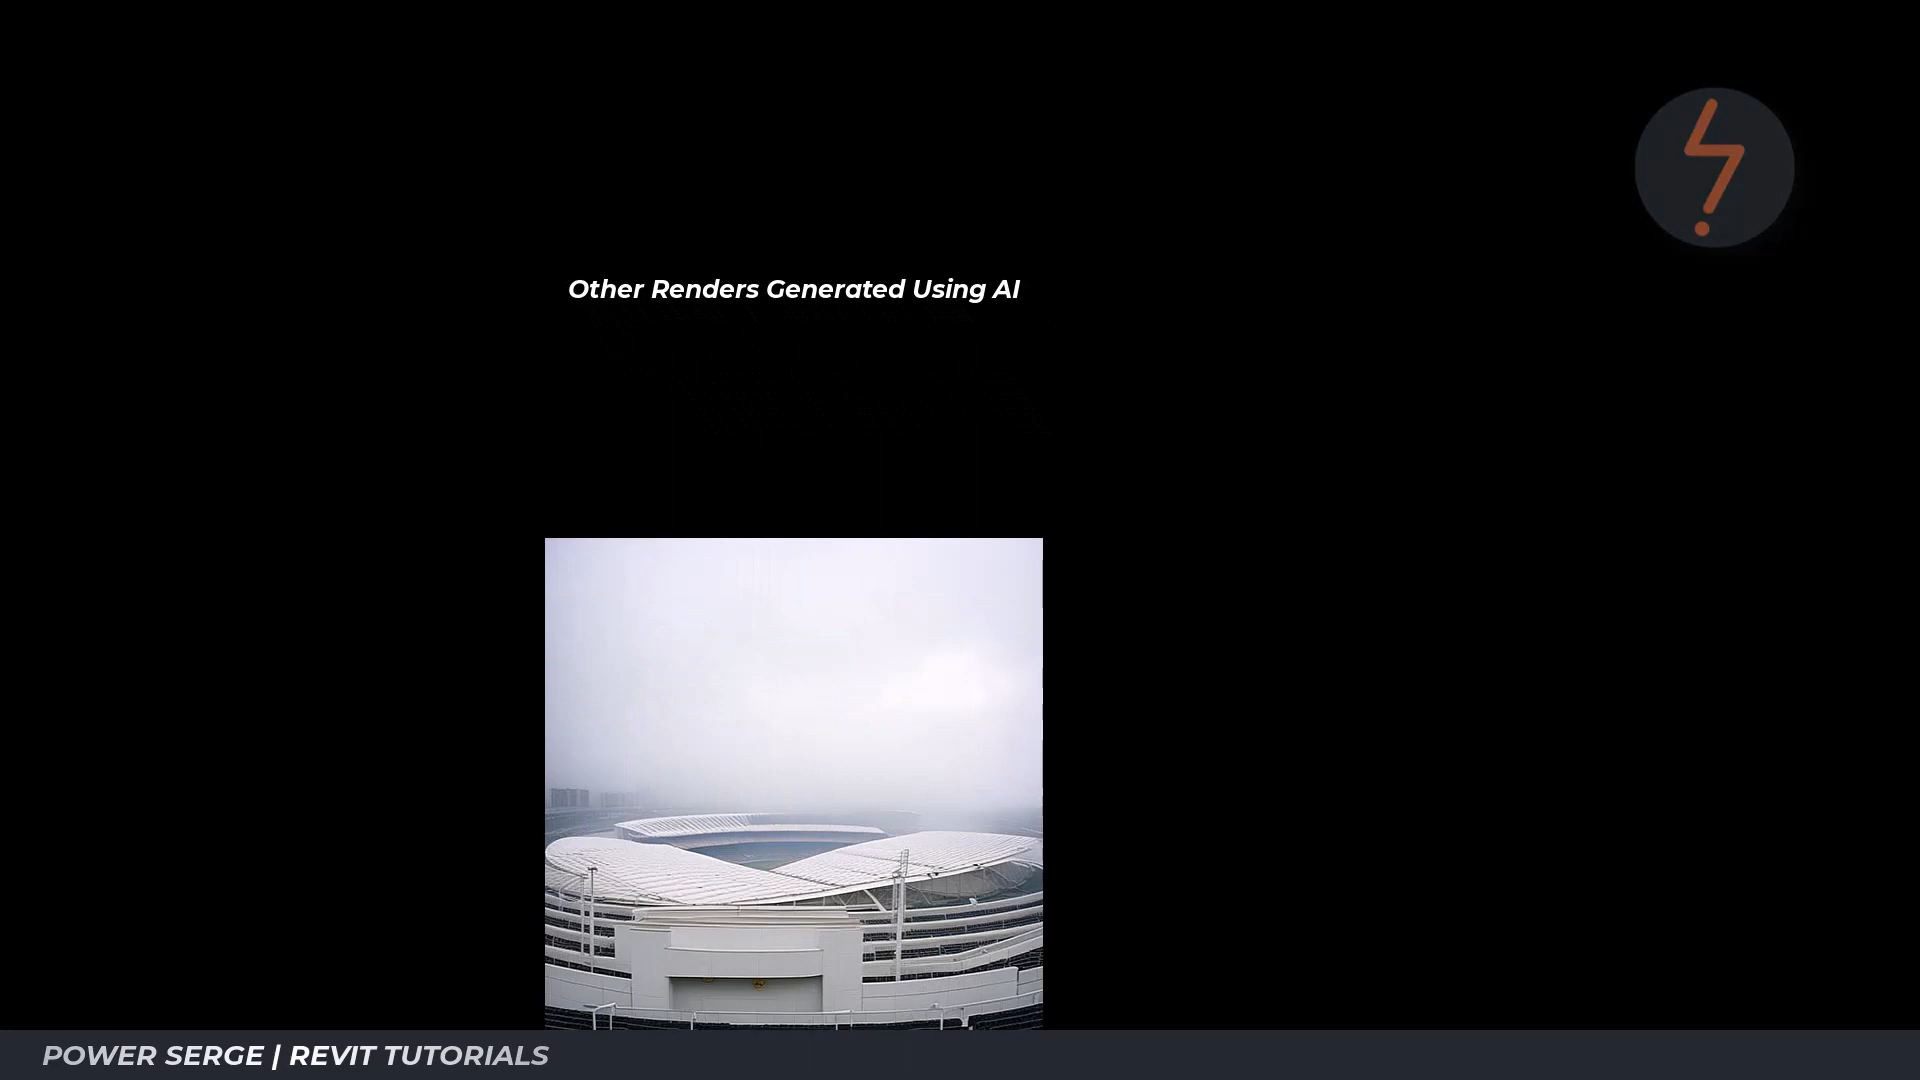 Other Renders Generated Using AI
POWER SERGE | REVIT TUTORIALS